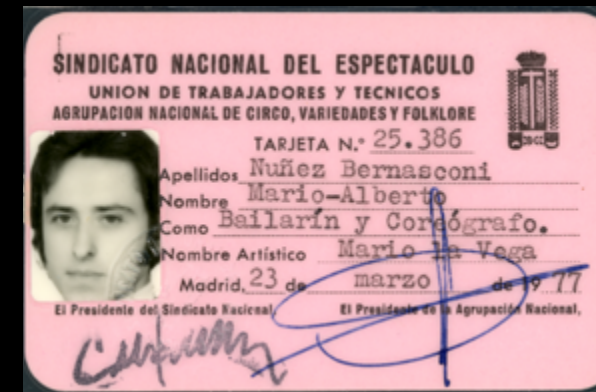 SINDICATO NACIONAL DEL ESPECTACULO
UNION DE TRABAJADORES Y TECNICOS
AGRUPACION NACIONAL DE CIRCO, VARIEDADES Y FOLKLORE
TARJETA N.° 25.386
Apellidos Nuñez Bernasconi
Nombre Mario-Alberto
Como Bailarín y Coreógrafo.
Nombre Artístico Mario la Vega
Madrid, 23 de marzo de 1977
El Presidente del Sindicato Nacional, El Presidente de la Agrupación Nacional,